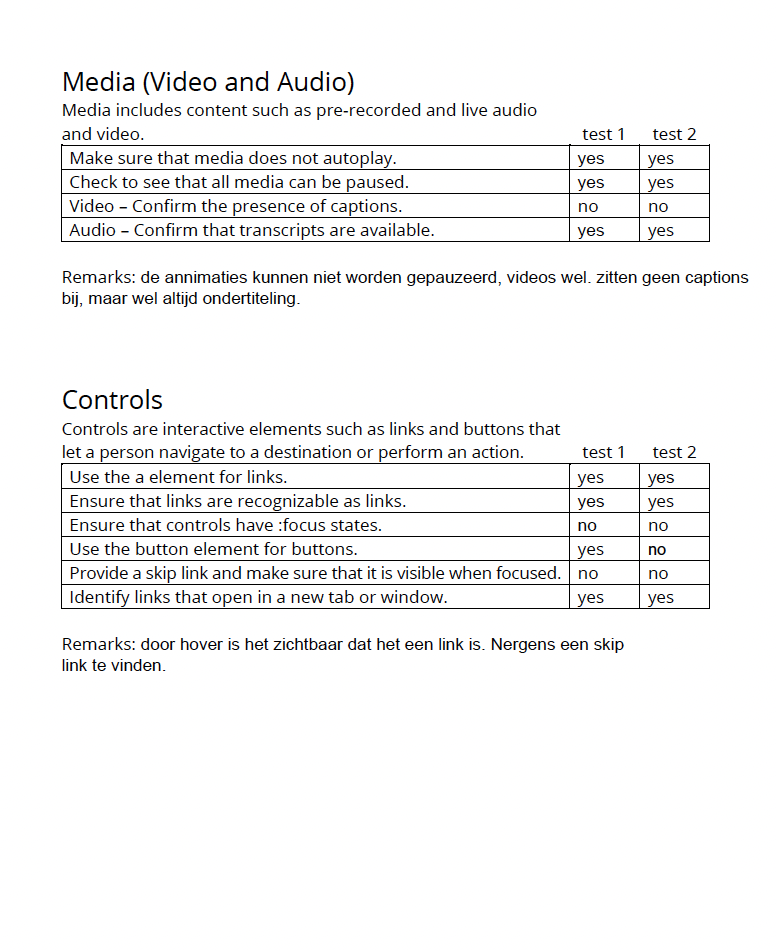 Media (Video and Audio)
Media includes content such as pre-recorded and live audio
and video. test 1 test 2
Make sure that media does not autoplay. yes yes
Check to see that all media can be paused. yes yes
Video – Confirm the presence of captions. no no
Audio – Confirm that transcripts are available. yes yes
Remarks: de annimaties kunnen niet worden gepauzeerd, videos wel. zitten geen captions
bij, maar wel altijd ondertiteling.
Controls
Controls are interactive elements such as links and buttons that
let a person navigate to a destination or perform an action. test 1 test 2
Use the a element for links. yes yes
Ensure that links are recognizable as links. yes yes
Ensure that controls have :focus states. no no
Use the button element for buttons. yes no
Provide a skip link and make sure that it is visible when focused. no no
Identify links that open in a new tab or window. yes yes
Remarks: door hover is het zichtbaar dat het een link is. Nergens een skip
link te vinden.